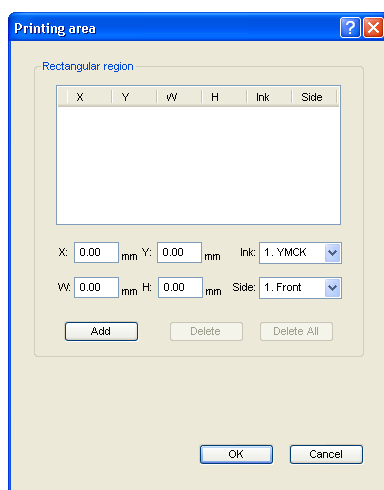 Printing area
Rectangular region
X Y W H Ink Side
X: 0.00 mm Y: 0.00 mm Ink: 1. YMCK
W: 0.00 mm H: 0.00 mm Side: 1. Front
Add Delete Delete All
OK Cancel